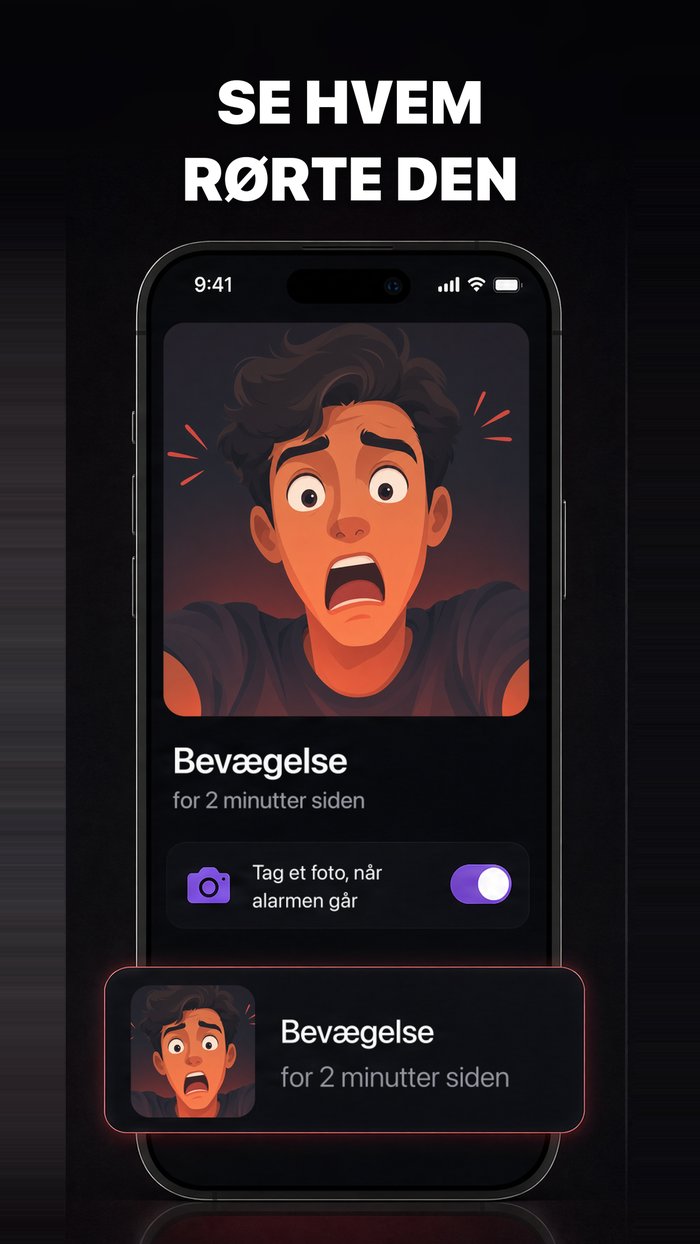 SE HVEM
RØRTE DEN
9:41
Bevægelse
for 2 minutter siden
Tag et foto, når
alarmen går
Bevægelse
for 2 minutter siden